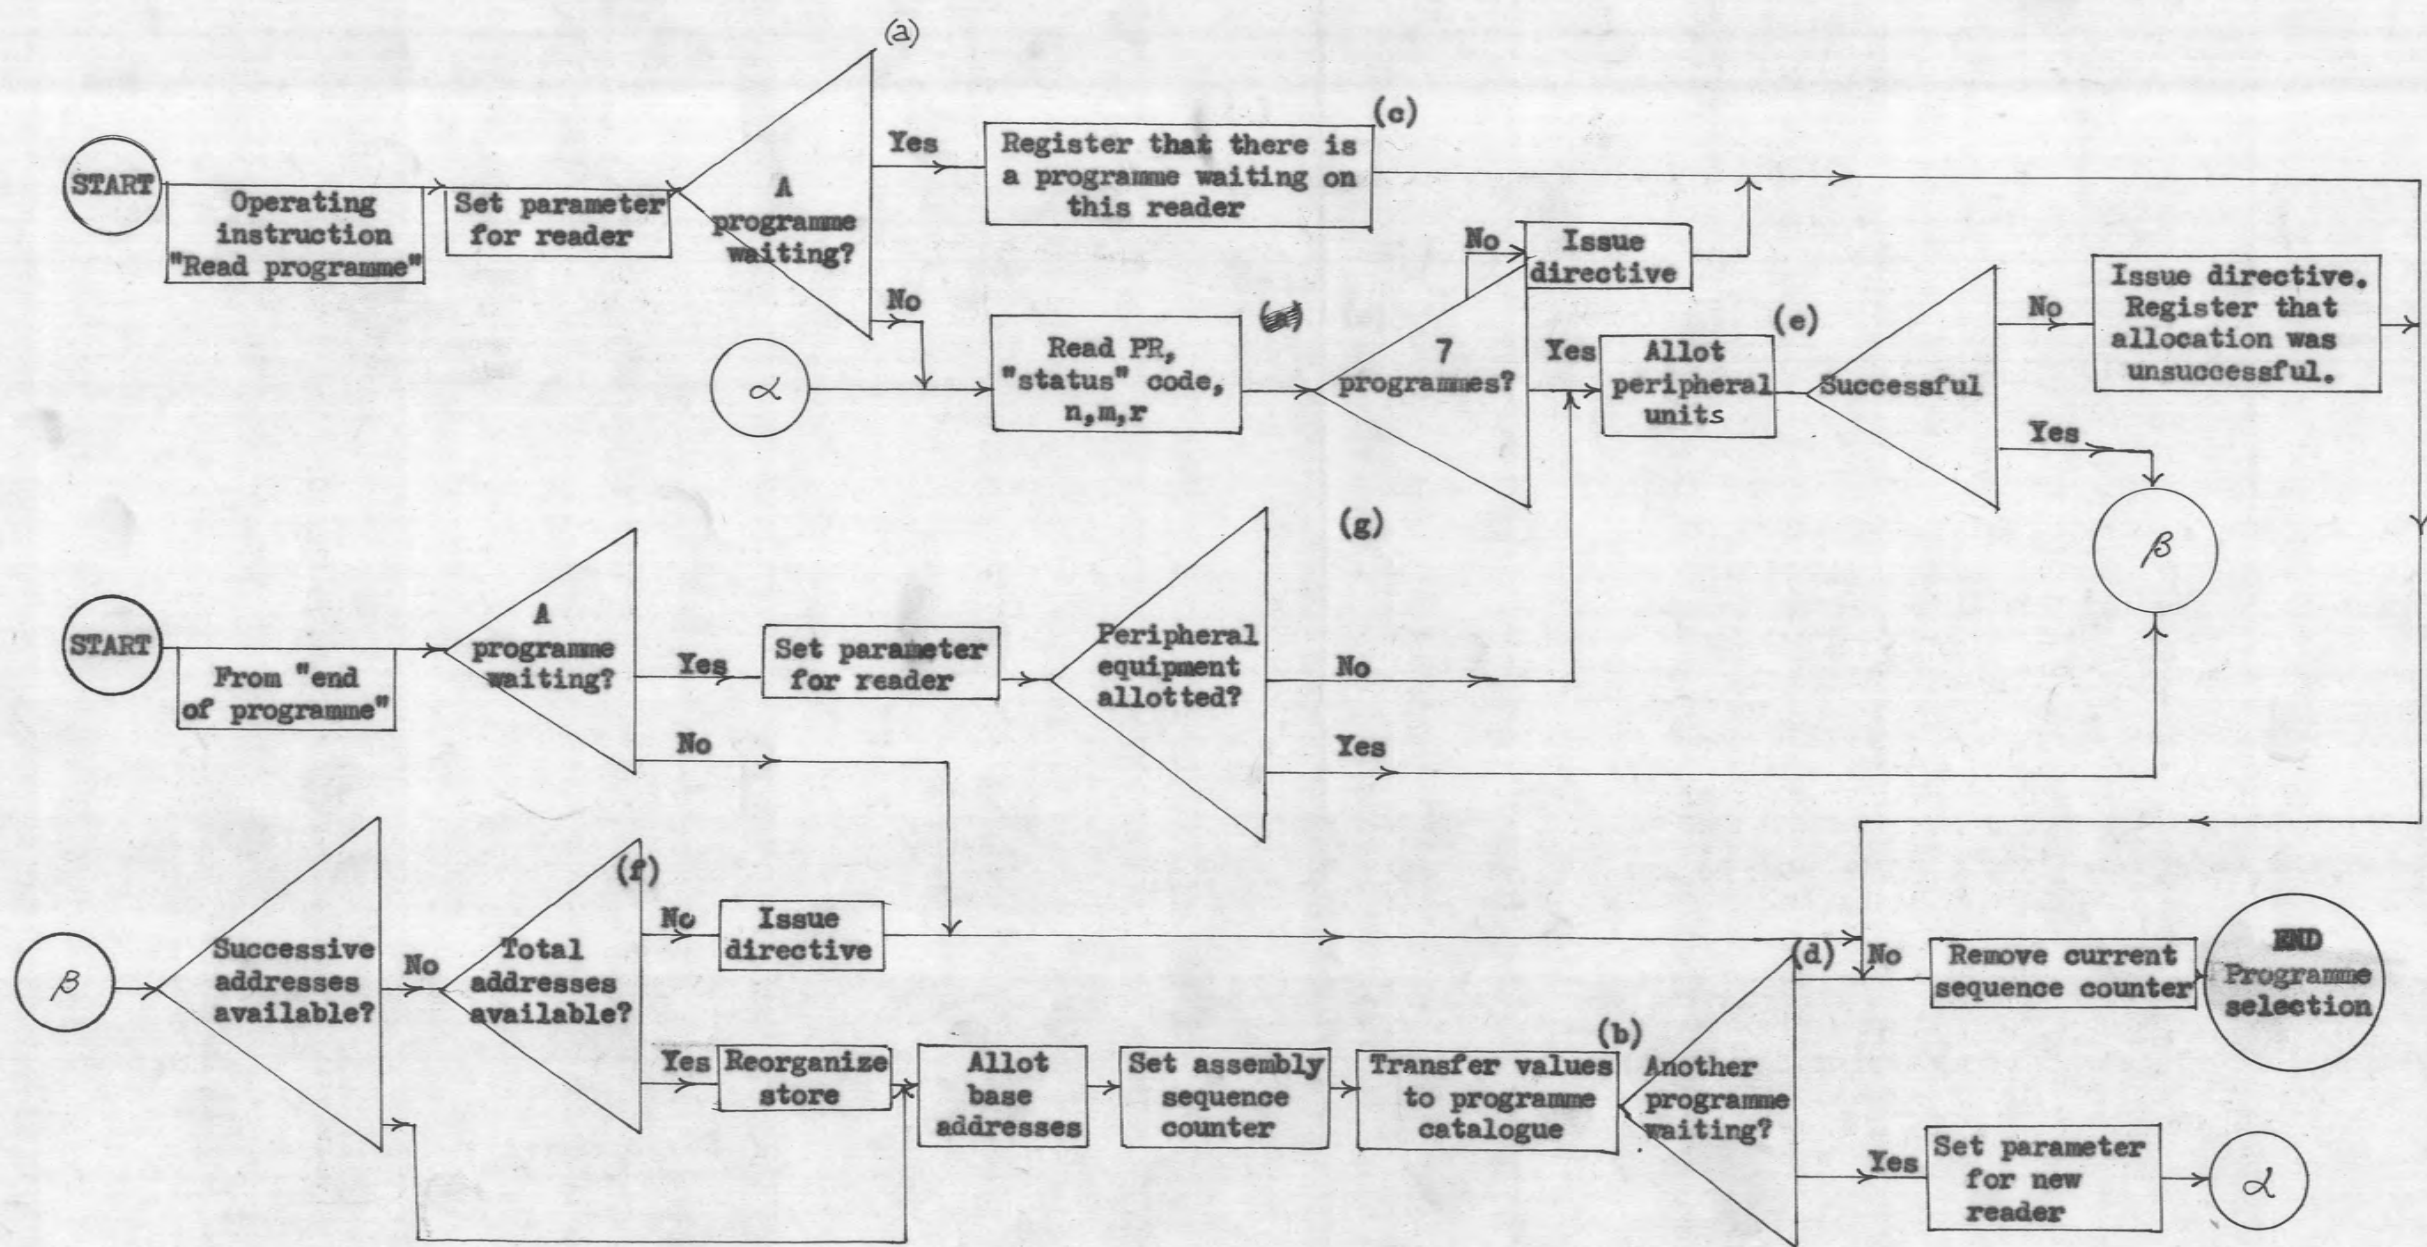 (a)
START
Operating
instruction
"Read programme"
Set parameter
for reader
A
programme
waiting?
Yes
Register that there is
a programme waiting on
this reader
(c)
No
α
Read PR,
"status" code,
n,m,r
7
programmes?
No
Issue
directive
Yes
Allot
peripheral
units
(e)
Successful
No
Issue directive.
Register that
allocation was
unsuccessful.
Yes
β
START
From "end
of programme"
A
programme
waiting?
Yes
Set parameter
for reader
No
Peripheral
equipment
allotted?
(g)
No
Yes
β
Successive
addresses
available?
No
Total
addresses
available?
(f)
No
Issue
directive
Yes
Reorganize
store
Allot
base
addresses
Set assembly
sequence
counter
Transfer values
to programme
catalogue
(b)
Another
programme
waiting?
(d)
No
Remove current
sequence counter
END
Programme
selection
Yes
Set parameter
for new
reader
α